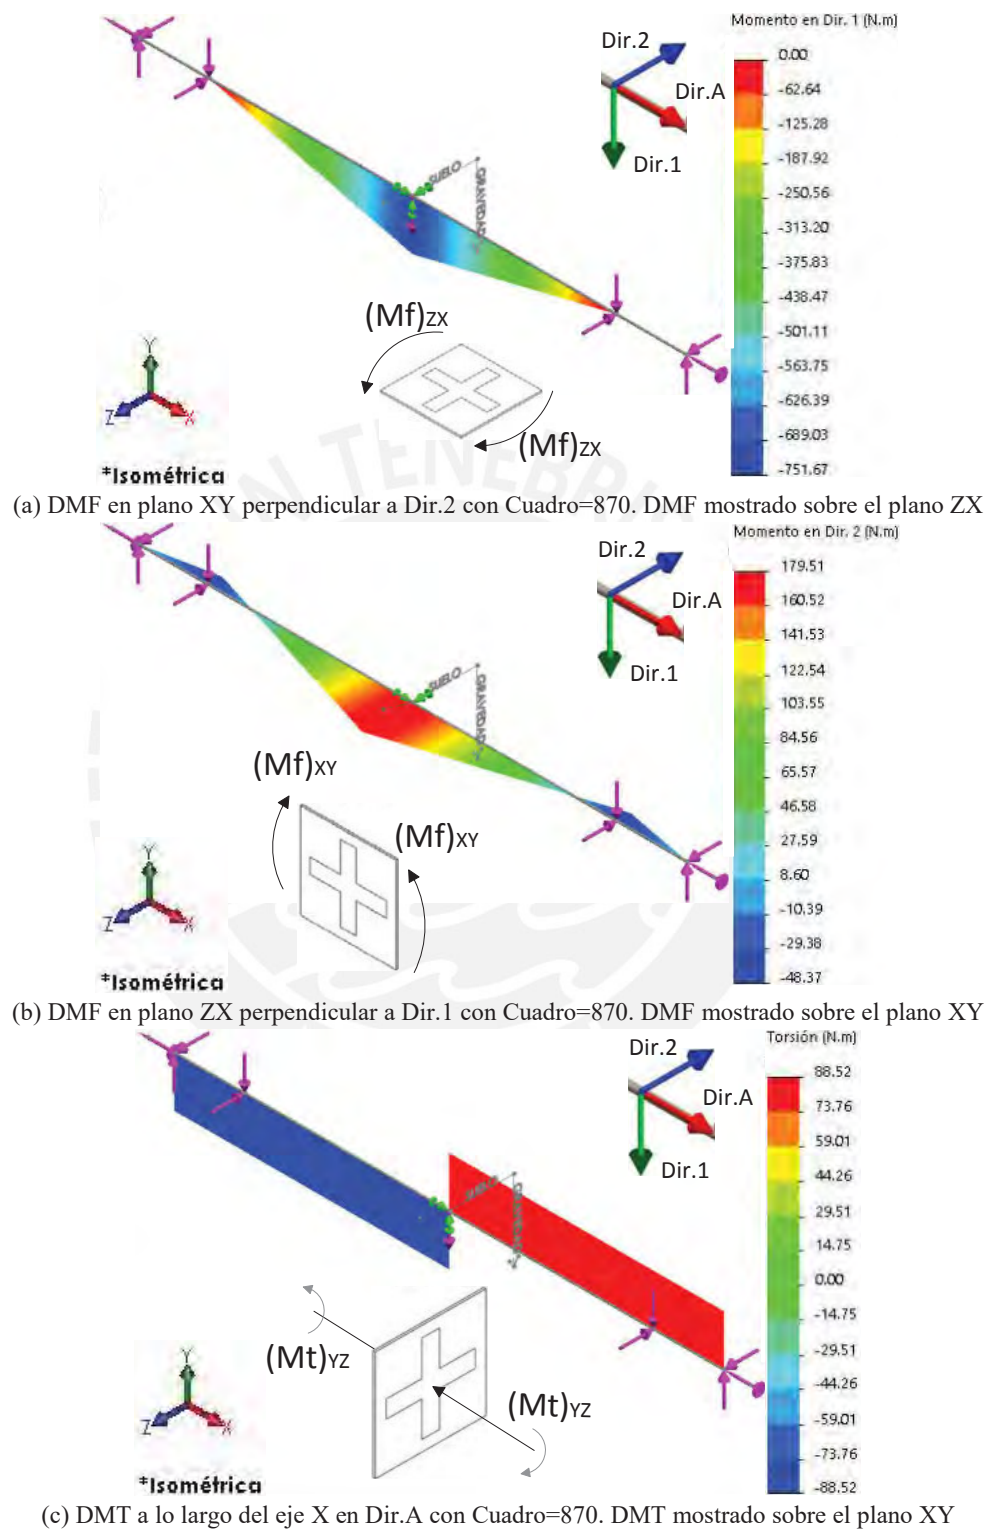 Momento en Dir. 1 (N.m)
Dir.2
Dir.A
Dir.1
0.00
-62.64
-125.28
-187.92
-250.56
-313.20
-375.83
-438.47
-501.11
-563.75
-626.39
-689.03
-751.67
SUELO
GRAVEDAD
(Mf)ZX
(Mf)ZX
Y
Z
X
*Isométrica
EN TENEBRI
(a) DMF en plano XY perpendicular a Dir.2 con Cuadro=870. DMF mostrado sobre el plano ZX
Momento en Dir. 2 (N.m)
Dir.2
Dir.A
Dir.1
179.51
160.52
141.53
122.54
103.55
84.56
65.57
46.58
27.59
8.60
-10.39
-29.38
-48.37
SUELO
GRAVEDAD
(Mf)XY
(Mf)XY
Y
Z
X
*Isométrica
(b) DMF en plano ZX perpendicular a Dir.1 con Cuadro=870. DMF mostrado sobre el plano XY
Torsión (N.m)
Dir.2
Dir.A
Dir.1
88.52
73.76
59.01
44.26
29.51
14.75
0.00
-14.75
-29.51
-44.26
-59.01
-73.76
-88.52
SUELO
GRAVEDAD
(Mt)YZ
(Mt)YZ
Y
Z
X
*Isométrica
(c) DMT a lo largo del eje X en Dir.A con Cuadro=870. DMT mostrado sobre el plano XY